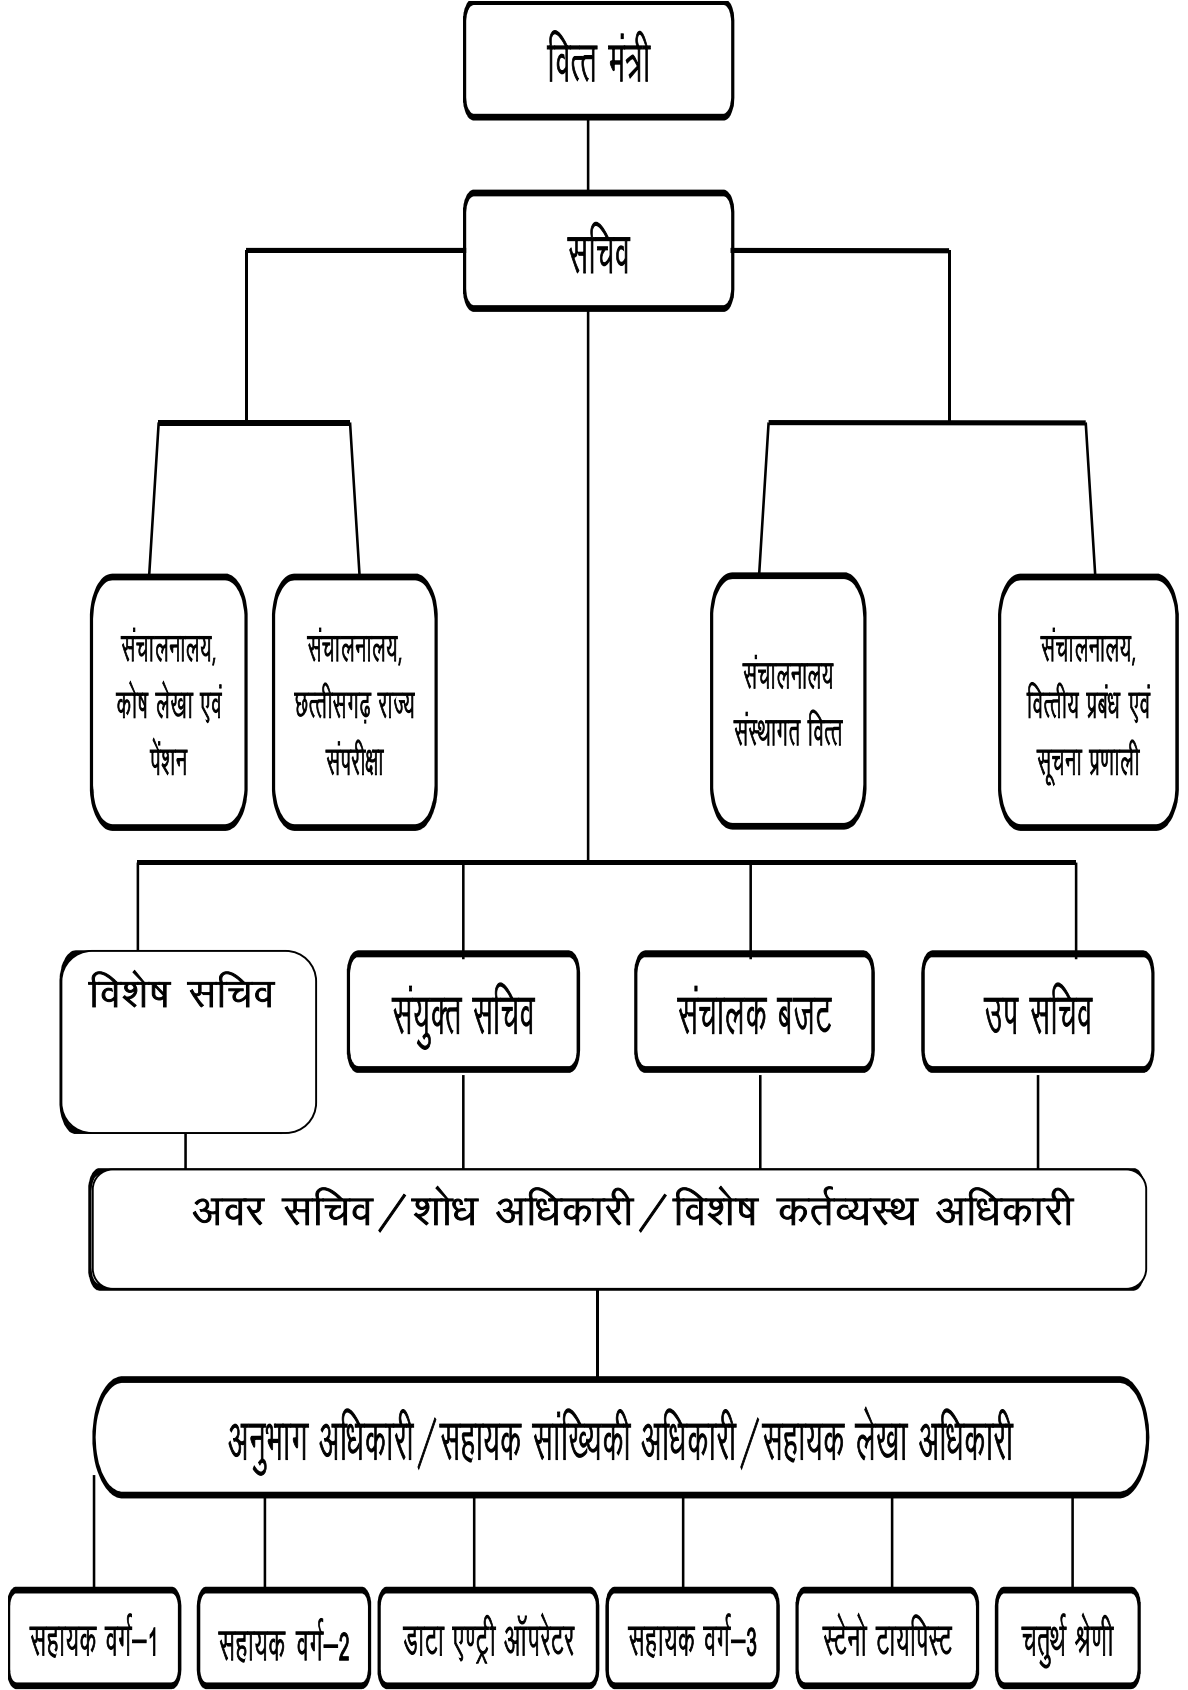 वित्त मंत्री
सचिव
संचालनालय,
कोष लेखा एवं
पेंशन
संचालनालय,
छत्तीसगढ़ राज्य
संपरीक्षा
संचालनालय
संस्थागत वित्त
संचालनालय,
वित्तीय प्रबंध एवं
सूचना प्रणाली
विशेष सचिव
संयुक्त सचिव
संचालक बजट
उप सचिव
अवर सचिव/शोध अधिकारी/विशेष कर्तव्यस्थ अधिकारी
अनुभाग अधिकारी/सहायक सांख्यिकी अधिकारी/सहायक लेखा अधिकारी
सहायक वर्ग–1
सहायक वर्ग–2
डाटा एण्ट्री ऑपरेटर
सहायक वर्ग–3
स्टेनो टायपिस्ट
चतुर्थ श्रेणी